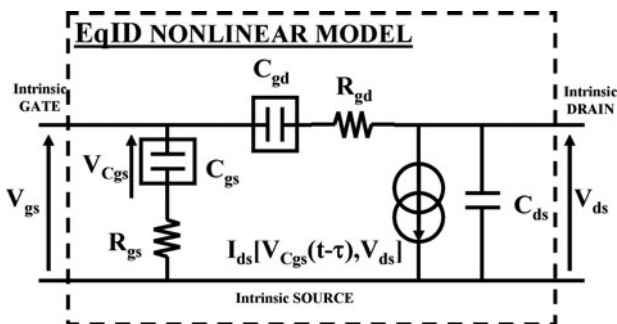 EqID NONLINEAR MODEL
Intrinsic
GATE
C_gd
R_gd
Intrinsic
DRAIN
V_Cgs
C_gs
V_gs
C_ds
V_ds
R_gs
I_ds[V_Cgs(t-τ),V_ds]
Intrinsic SOURCE